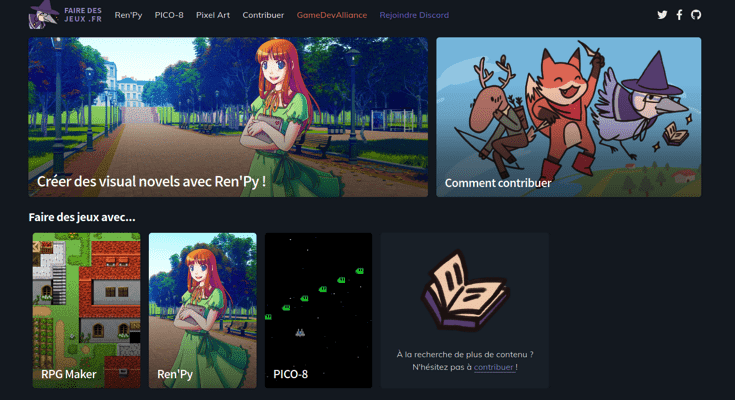 FAIRE DES
JEUX .FR
Ren'Py
PICO-8
Pixel Art
Contribuer
GameDevAlliance
Rejoindre Discord
Créer des visual novels avec Ren'Py !
Comment contribuer
Faire des jeux avec...
RPG Maker
Ren'Py
PICO-8
À la recherche de plus de contenu ?
N'hésitez pas à contribuer !